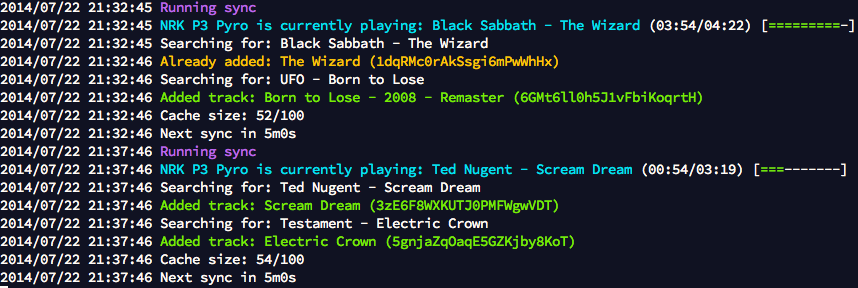 2014/07/22 21:32:45 Running sync
2014/07/22 21:32:45 NRK P3 Pyro is currently playing: Black Sabbath - The Wizard (03:54/04:22) [=========-]
2014/07/22 21:32:45 Searching for: Black Sabbath - The Wizard
2014/07/22 21:32:46 Already added: The Wizard (1dqRMc0rAkSsgi6mPwWhHx)
2014/07/22 21:32:46 Searching for: UFO - Born to Lose
2014/07/22 21:32:46 Added track: Born to Lose - 2008 - Remaster (6GMt6ll0h5J1vFbiKoqrtH)
2014/07/22 21:32:46 Cache size: 52/100
2014/07/22 21:32:46 Next sync in 5m0s
2014/07/22 21:37:46 Running sync
2014/07/22 21:37:46 NRK P3 Pyro is currently playing: Ted Nugent - Scream Dream (00:54/03:19) [===-------]
2014/07/22 21:37:46 Searching for: Ted Nugent - Scream Dream
2014/07/22 21:37:46 Added track: Scream Dream (3zE6F8WXKUTJ0PMFWgwVDT)
2014/07/22 21:37:46 Searching for: Testament - Electric Crown
2014/07/22 21:37:46 Added track: Electric Crown (5gnjaZqOaqE5GZKjby8KoT)
2014/07/22 21:37:46 Cache size: 54/100
2014/07/22 21:37:46 Next sync in 5m0s